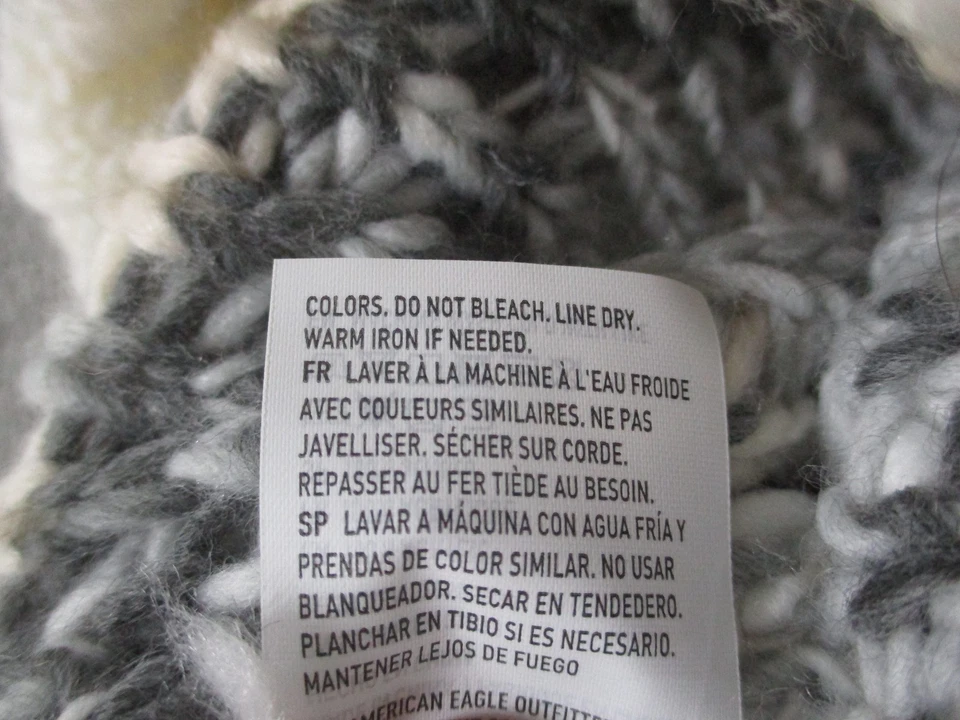 COLORS. DO NOT BLEACH. LINE DRY.
WARM IRON IF NEEDED.
FR LAVER À LA MACHINE À L'EAU FROIDE
AVEC COULEURS SIMILAIRES. NE PAS
JAVELLISER. SÉCHER SUR CORDE.
REPASSER AU FER TIÈDE AU BESOIN.
SP LAVAR A MÁQUINA CON AGUA FRÍA Y
PRENDAS DE COLOR SIMILAR. NO USAR
BLANQUEADOR. SECAR EN TENDEDERO.
PLANCHAR EN TIBIO SI ES NECESARIO.
MANTENER LEJOS DE FUEGO
AMERICAN EAGLE